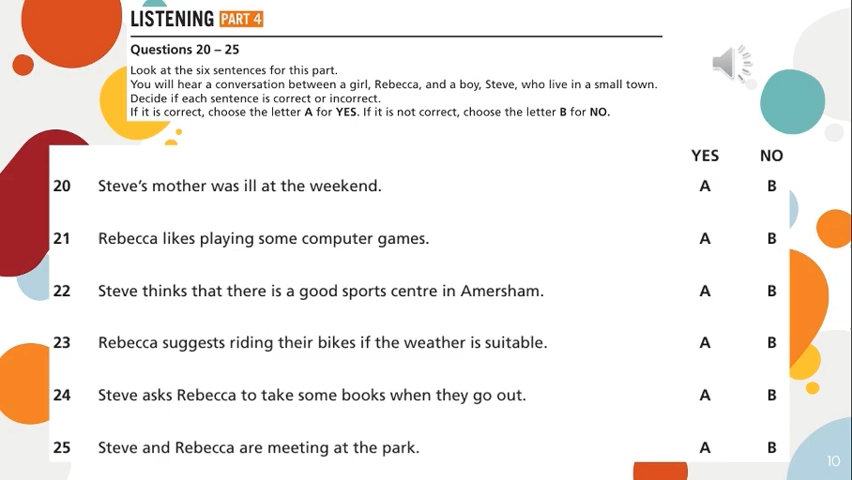 LISTENING PART 4
Questions 20 – 25
Look at the six sentences for this part.
You will hear a conversation between a girl, Rebecca, and a boy, Steve, who live in a small town.
Decide if each sentence is correct or incorrect.
If it is correct, choose the letter A for YES. If it is not correct, choose the letter B for NO.
YES NO
20 Steve’s mother was ill at the weekend. A B
21 Rebecca likes playing some computer games. A B
22 Steve thinks that there is a good sports centre in Amersham. A B
23 Rebecca suggests riding their bikes if the weather is suitable. A B
24 Steve asks Rebecca to take some books when they go out. A B
25 Steve and Rebecca are meeting at the park. A B
10